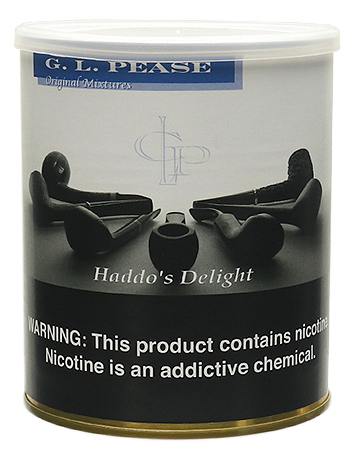 G. L. PEASE
Original Mixtures
GLP
Haddo's Delight
WARNING: This product contains nicotine.
Nicotine is an addictive chemical.